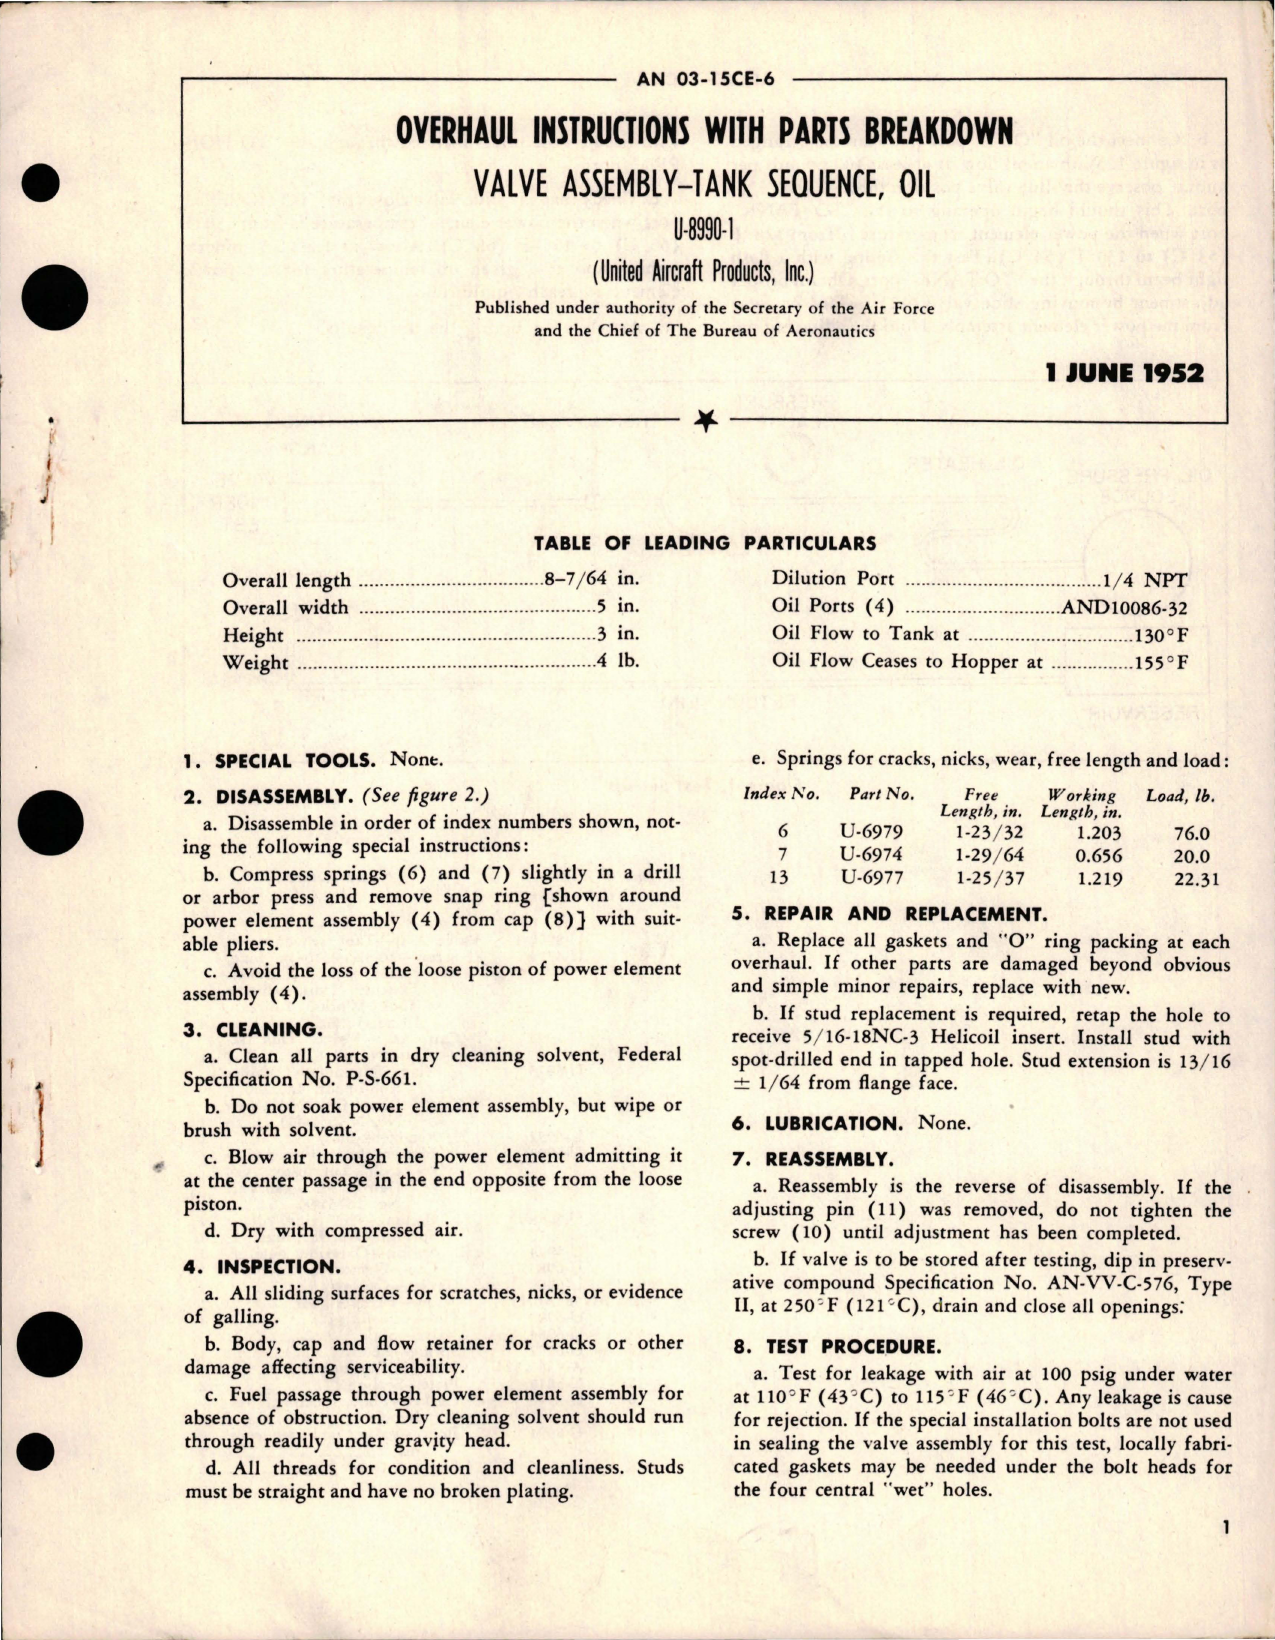 AN 03-15CE-6
OVERHAUL INSTRUCTIONS WITH PARTS BREAKDOWN
VALVE ASSEMBLY–TANK SEQUENCE, OIL
U-8990-1
(United Aircraft Products, Inc.)
Published under authority of the Secretary of the Air Force
and the Chief of The Bureau of Aeronautics
1 JUNE 1952
TABLE OF LEADING PARTICULARS
Overall length ..................................8–7/64 in.
Overall width ............................................5 in.
Height ........................................................3 in.
Weight ........................................................4 lb.
Dilution Port .....................................1/4 NPT
Oil Ports (4) .............................AND10086-32
Oil Flow to Tank at ...............................130°F
Oil Flow Ceases to Hopper at ................155°F
1. SPECIAL TOOLS. None.
2. DISASSEMBLY. (See figure 2.)
a. Disassemble in order of index numbers shown, not-
ing the following special instructions:
b. Compress springs (6) and (7) slightly in a drill
or arbor press and remove snap ring [shown around
power element assembly (4) from cap (8)] with suit-
able pliers.
c. Avoid the loss of the loose piston of power element
assembly (4).
3. CLEANING.
a. Clean all parts in dry cleaning solvent, Federal
Specification No. P-S-661.
b. Do not soak power element assembly, but wipe or
brush with solvent.
c. Blow air through the power element admitting it
at the center passage in the end opposite from the loose
piston.
d. Dry with compressed air.
4. INSPECTION.
a. All sliding surfaces for scratches, nicks, or evidence
of galling.
b. Body, cap and flow retainer for cracks or other
damage affecting serviceability.
c. Fuel passage through power element assembly for
absence of obstruction. Dry cleaning solvent should run
through readily under gravity head.
d. All threads for condition and cleanliness. Studs
must be straight and have no broken plating.
e. Springs for cracks, nicks, wear, free length and load:
Index No. Part No. Free Working Load, lb.
Length, in. Length, in.
6 U-6979 1-23/32 1.203 76.0
7 U-6974 1-29/64 0.656 20.0
13 U-6977 1-25/37 1.219 22.31
5. REPAIR AND REPLACEMENT.
a. Replace all gaskets and "O" ring packing at each
overhaul. If other parts are damaged beyond obvious
and simple minor repairs, replace with new.
b. If stud replacement is required, retap the hole to
receive 5/16-18NC-3 Helicoil insert. Install stud with
spot-drilled end in tapped hole. Stud extension is 13/16
± 1/64 from flange face.
6. LUBRICATION. None.
7. REASSEMBLY.
a. Reassembly is the reverse of disassembly. If the
adjusting pin (11) was removed, do not tighten the
screw (10) until adjustment has been completed.
b. If valve is to be stored after testing, dip in preserv-
ative compound Specification No. AN-VV-C-576, Type
II, at 250°F (121°C), drain and close all openings.
8. TEST PROCEDURE.
a. Test for leakage with air at 100 psig under water
at 110°F (43°C) to 115°F (46°C). Any leakage is cause
for rejection. If the special installation bolts are not used
in sealing the valve assembly for this test, locally fabri-
cated gaskets may be needed under the bolt heads for
the four central "wet" holes.
1